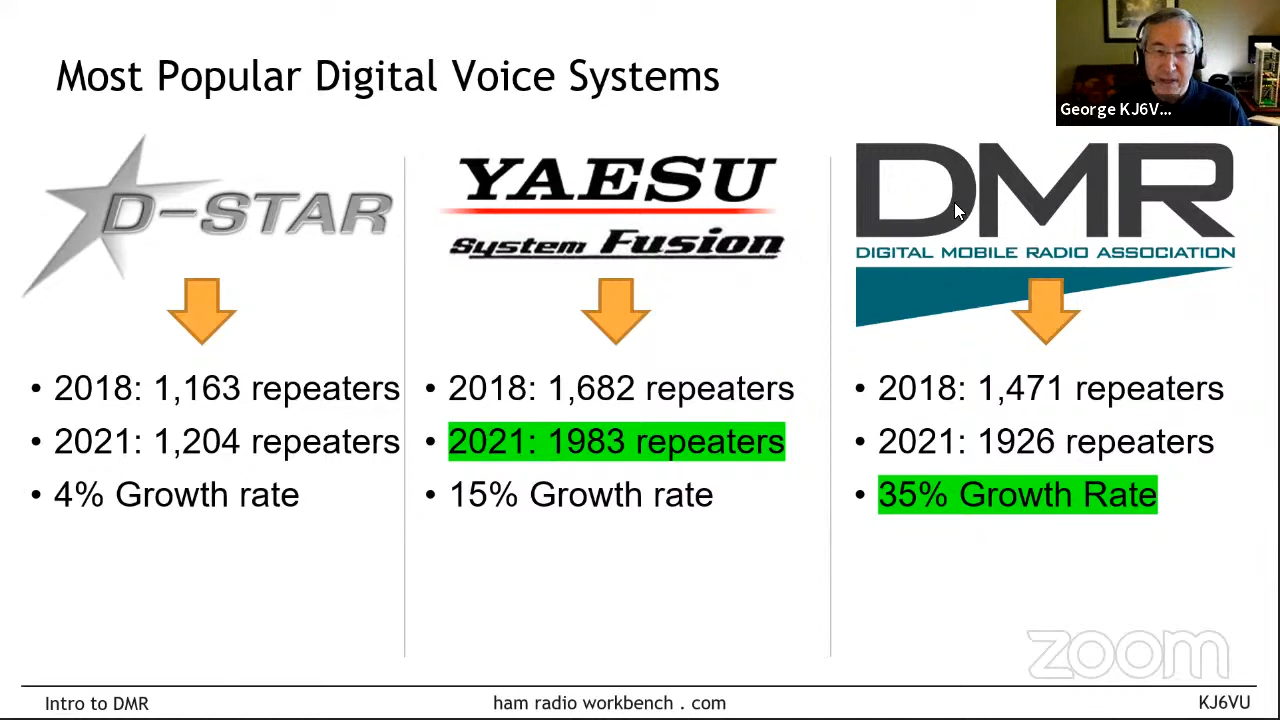 Most Popular Digital Voice Systems
George KJ6V...
D-STAR
YAESU
System Fusion
DMR
DIGITAL MOBILE RADIO ASSOCIATION
• 2018: 1,163 repeaters
• 2021: 1,204 repeaters
• 4% Growth rate
• 2018: 1,682 repeaters
• 2021: 1983 repeaters
• 15% Growth rate
• 2018: 1,471 repeaters
• 2021: 1926 repeaters
• 35% Growth Rate
zoom
Intro to DMR
ham radio workbench . com
KJ6VU